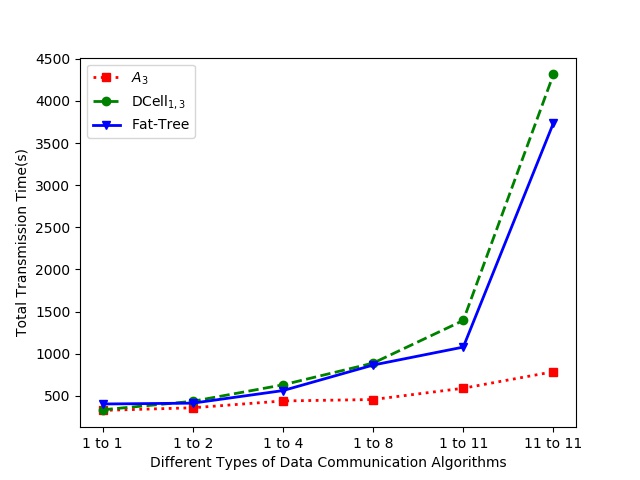 4500
4000
3500
3000
2500
2000
1500
1000
500
Total Transmission Time(s)
A₃
DCell₁,₃
Fat-Tree
1 to 1 1 to 2 1 to 4 1 to 8 1 to 11 11 to 11
Different Types of Data Communication Algorithms